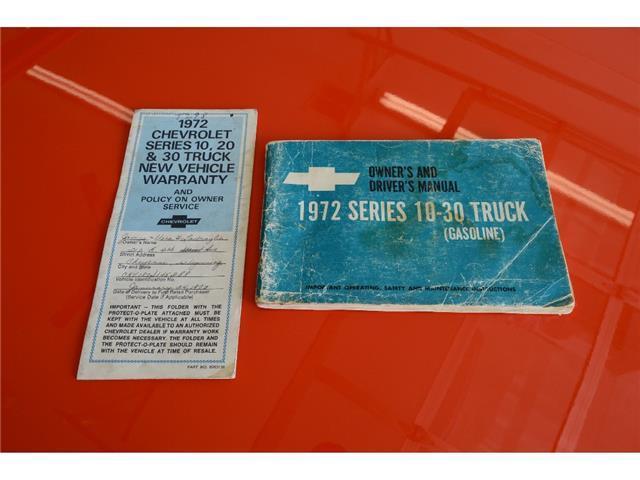 1972
CHEVROLET
SERIES 10, 20
& 30 TRUCK
NEW VEHICLE
WARRANTY
AND
POLICY ON OWNER
SERVICE
CHEVROLET
Owner's Name
Street Address
City and State
Vehicle Identification No.
Date of Delivery to First Retail Purchaser
(Service Date if Applicable)
IMPORTANT — THIS FOLDER WITH THE
PROTECT-O-PLATE ATTACHED MUST BE
KEPT WITH THE VEHICLE AT ALL TIMES
AND MADE AVAILABLE TO AN AUTHORIZED
CHEVROLET DEALER IF WARRANTY WORK
BECOMES NECESSARY. THE FOLDER AND
THE PROTECT-O-PLATE SHOULD REMAIN
WITH THE VEHICLE AT TIME OF RESALE.
PART NO.
OWNER'S AND
DRIVER'S MANUAL
1972 SERIES 10-30 TRUCK
(GASOLINE)
IMPORTANT OPERATING, SAFETY AND MAINTENANCE INSTRUCTIONS